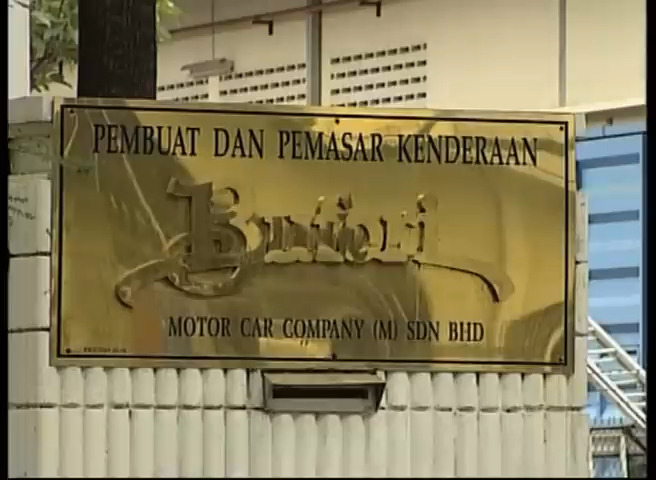 PEMBUAT DAN PEMASAR KENDERAAN
Bufori
MOTOR CAR COMPANY (M) SDN BHD